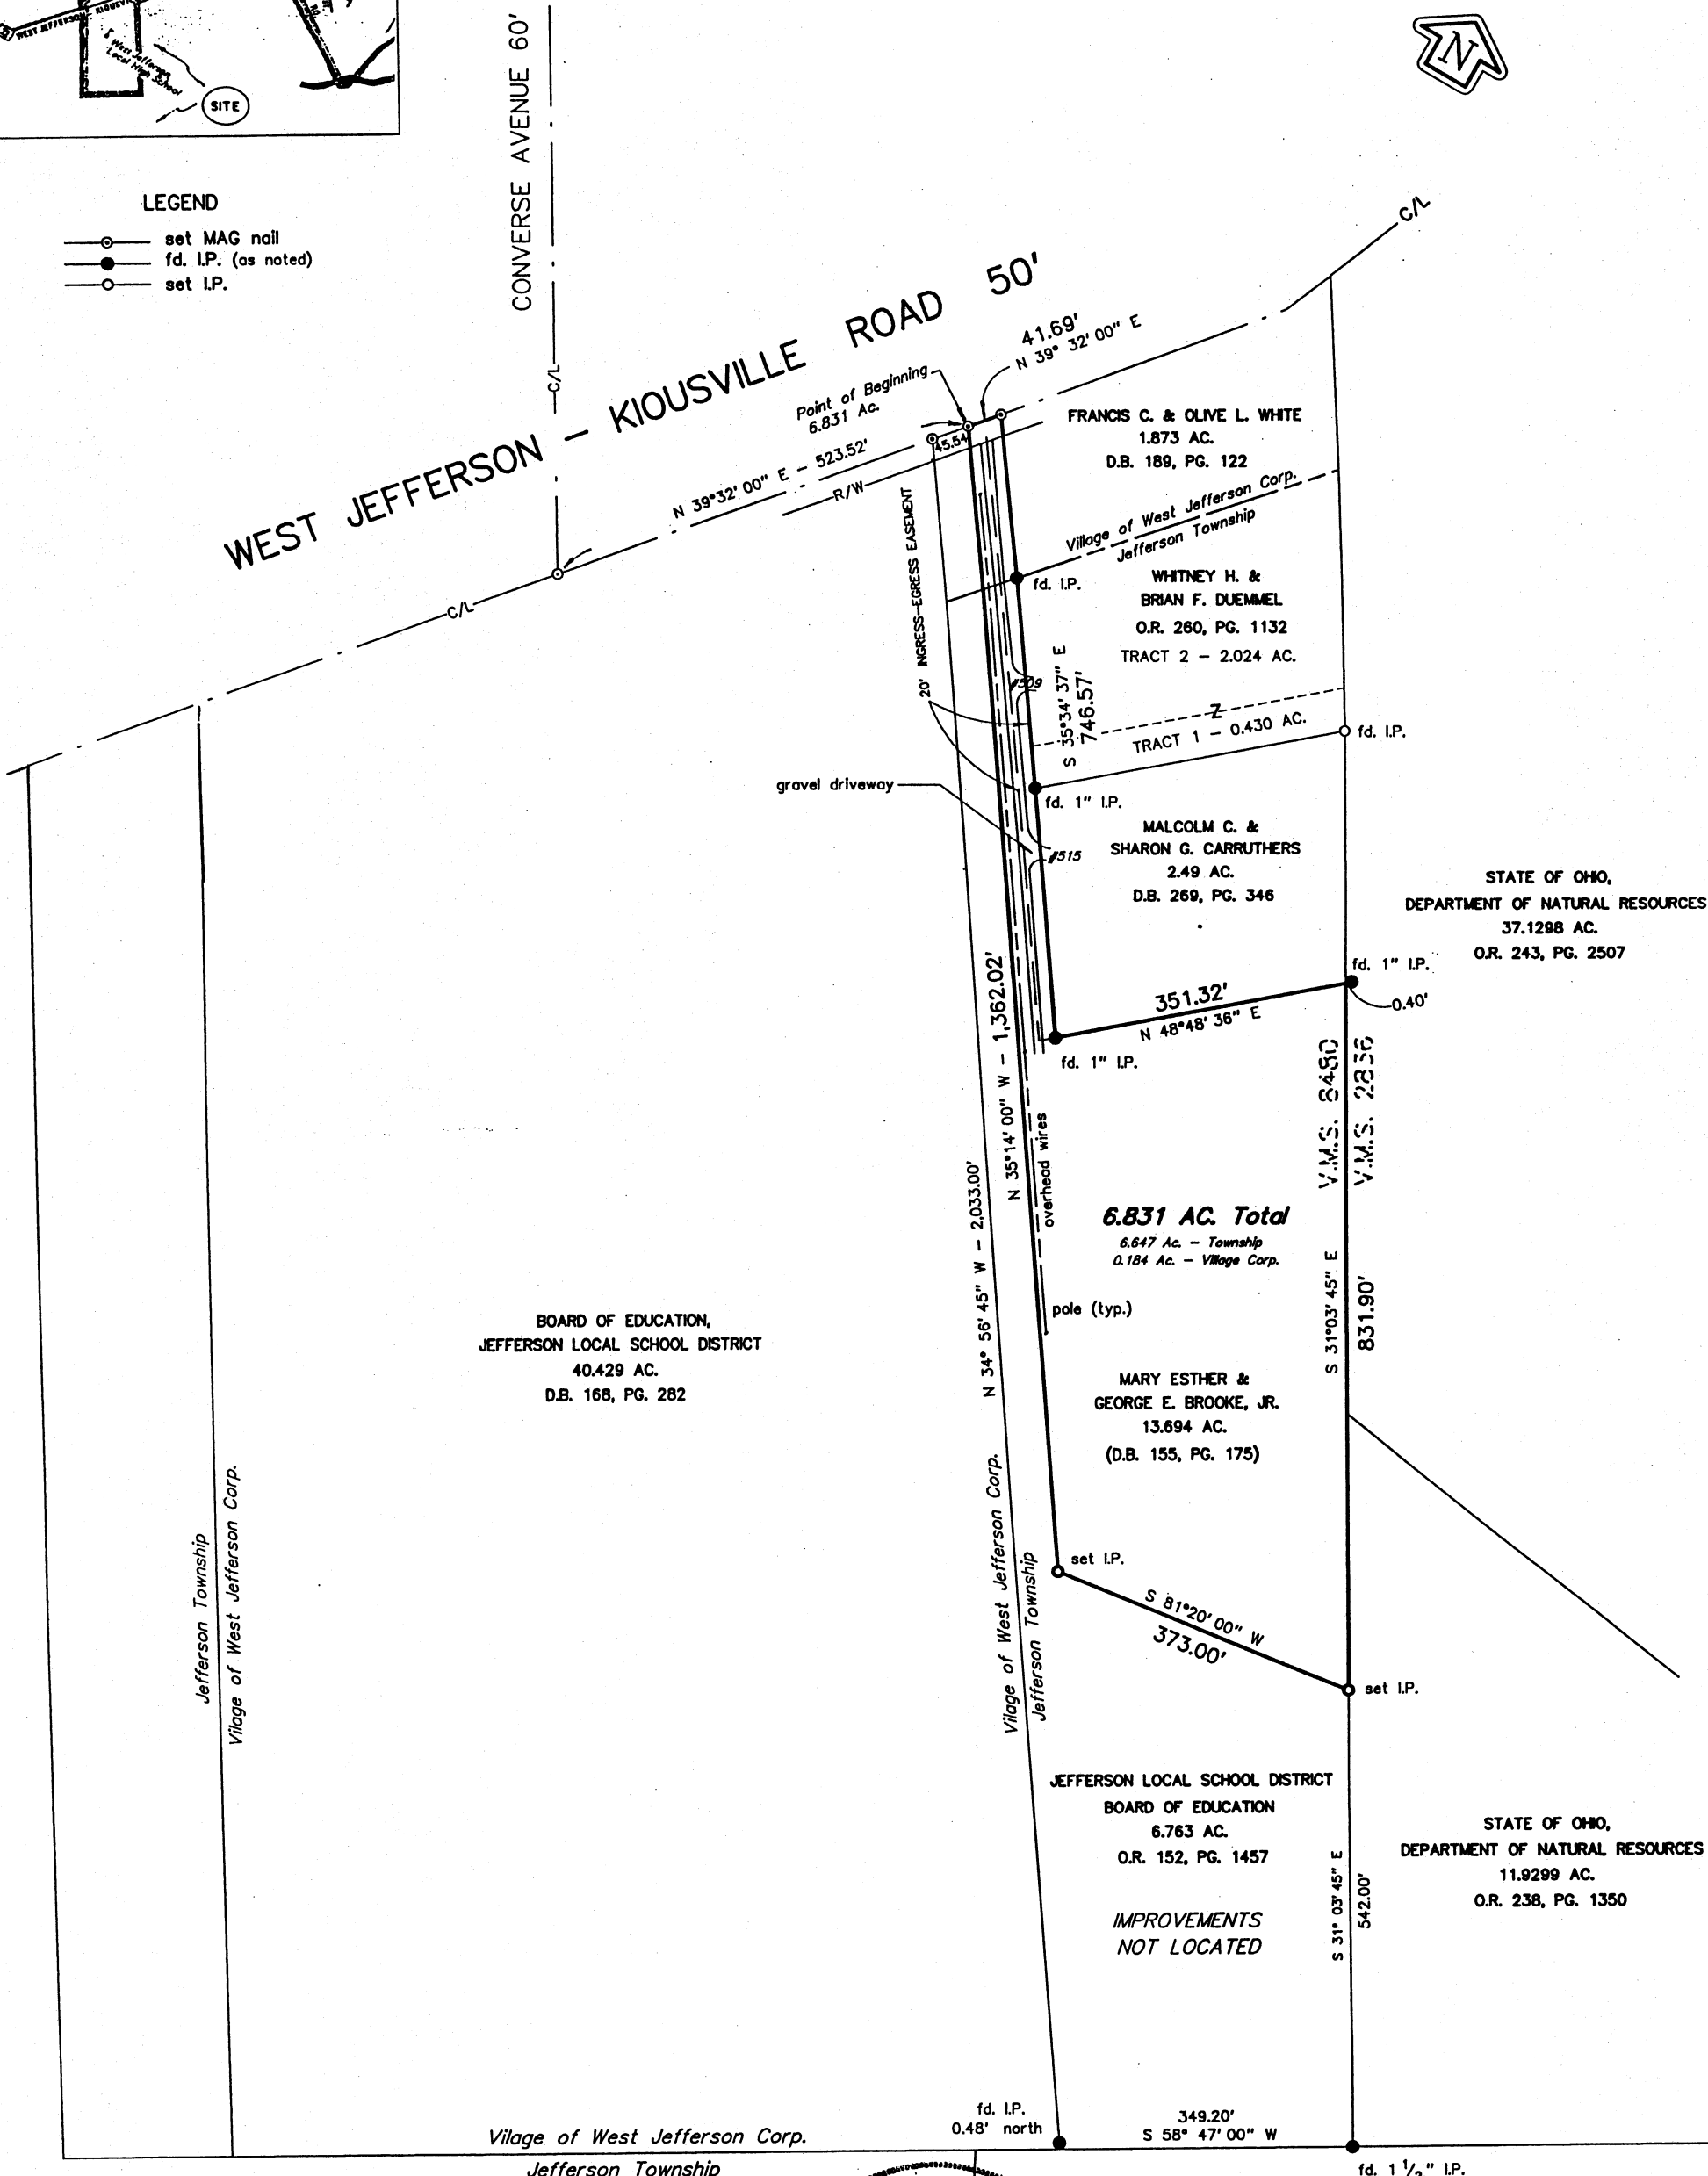 WEST JEFFERSON - KIOUSVILLE
West Jefferson
Local High School
SITE
N
CONVERSE AVENUE 60'
LEGEND
set MAG nail
fd. I.P. (as noted)
set I.P.
C/L
C/L
C/L
WEST JEFFERSON - KIOUSVILLE ROAD 50'
41.69'
N 39° 32' 00" E
Point of Beginning
6.831 Ac.
N 39°32' 00" E - 523.52'
45.54
R/W
FRANCIS C. & OLIVE L. WHITE
1.873 AC.
D.B. 189, PG. 122
Village of West Jefferson Corp.
Jefferson Township
20' INGRESS-EGRESS EASEMENT
fd. I.P.
WHITNEY H. &
BRIAN F. DUEMMEL
O.R. 260, PG. 1132
TRACT 2 - 2.024 AC.
#509
S 35°34' 37" E
746.57'
Z
TRACT 1 - 0.430 AC.
fd. I.P.
gravel driveway
fd. 1" I.P.
MALCOLM C. &
SHARON G. CARRUTHERS
2.49 AC.
D.B. 269, PG. 346
#515
STATE OF OHIO,
DEPARTMENT OF NATURAL RESOURCES
37.1298 AC.
O.R. 243, PG. 2507
fd. 1" I.P.
0.40'
351.32'
N 48°48' 36" E
fd. 1" I.P.
N 35°14' 00" W - 1,362.02'
V.M.S. 8480
V.M.S. 2836
overhead wires
N 34° 56' 45" W - 2,033.00'
6.831 AC. Total
6.647 Ac. - Township
0.184 Ac. - Village Corp.
S 31°03' 45" E
831.90'
pole (typ.)
BOARD OF EDUCATION,
JEFFERSON LOCAL SCHOOL DISTRICT
40.429 AC.
D.B. 168, PG. 282
MARY ESTHER &
GEORGE E. BROOKE, JR.
13.694 AC.
(D.B. 155, PG. 175)
Jefferson Township
Vilage of West Jefferson Corp.
Vilage of West Jefferson Corp.
Jefferson Township
set I.P.
S 81°20' 00" W
373.00'
set I.P.
JEFFERSON LOCAL SCHOOL DISTRICT
BOARD OF EDUCATION
6.763 AC.
O.R. 152, PG. 1457
IMPROVEMENTS
NOT LOCATED
S 31° 03' 45" E
542.00'
STATE OF OHIO,
DEPARTMENT OF NATURAL RESOURCES
11.9299 AC.
O.R. 238, PG. 1350
fd. I.P.
0.48' north
349.20'
S 58° 47' 00" W
Vilage of West Jefferson Corp.
Jefferson Township
fd. 1 1/2" I.P.